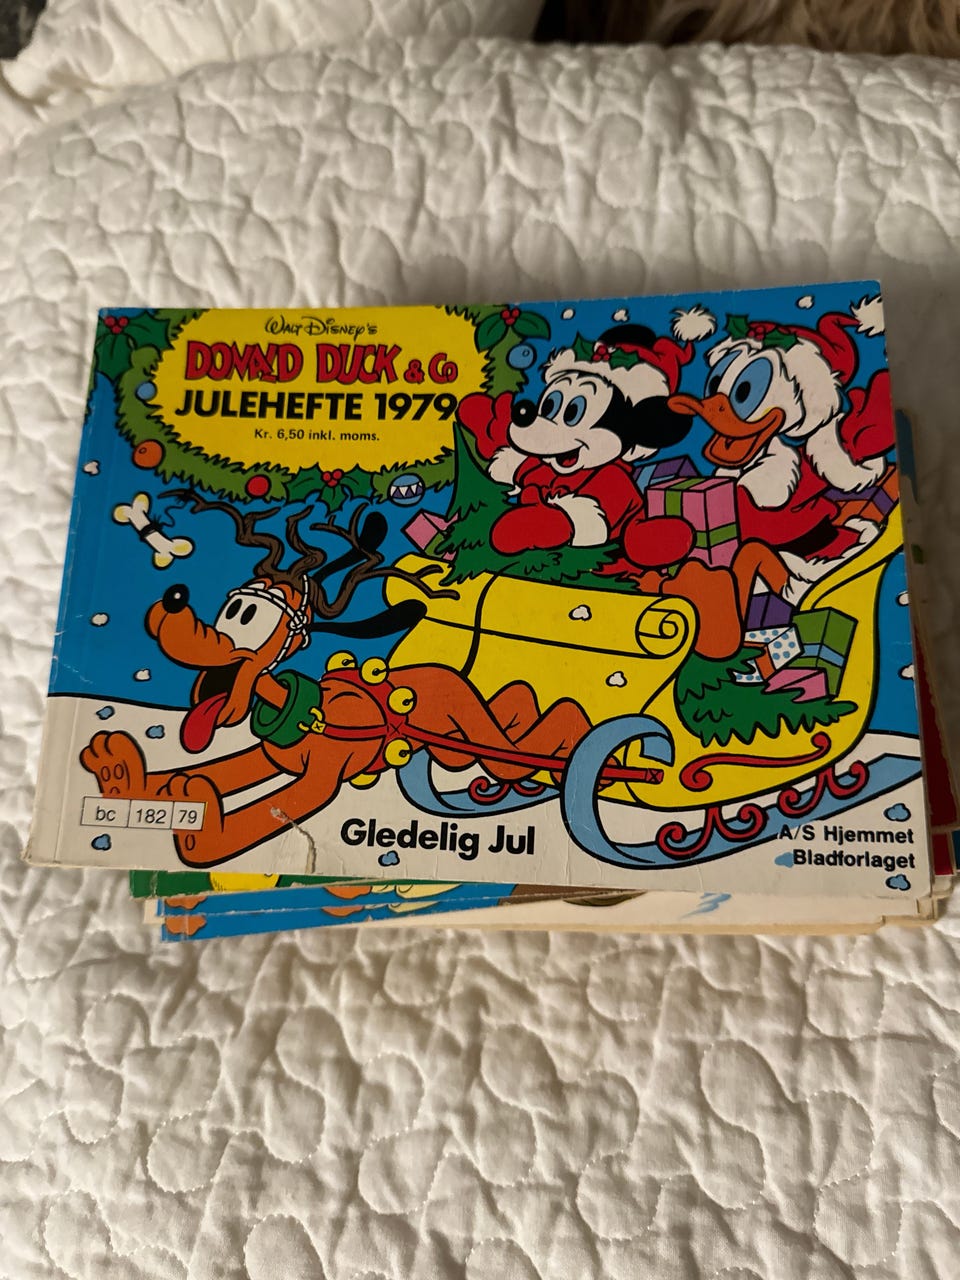 Walt Disney's
DONALD DUCK & Co
JULEHEFTE 1979
Kr. 6,50 inkl. moms.
bc 182 79
Gledelig Jul
A/S Hjemmet
Bladforlaget